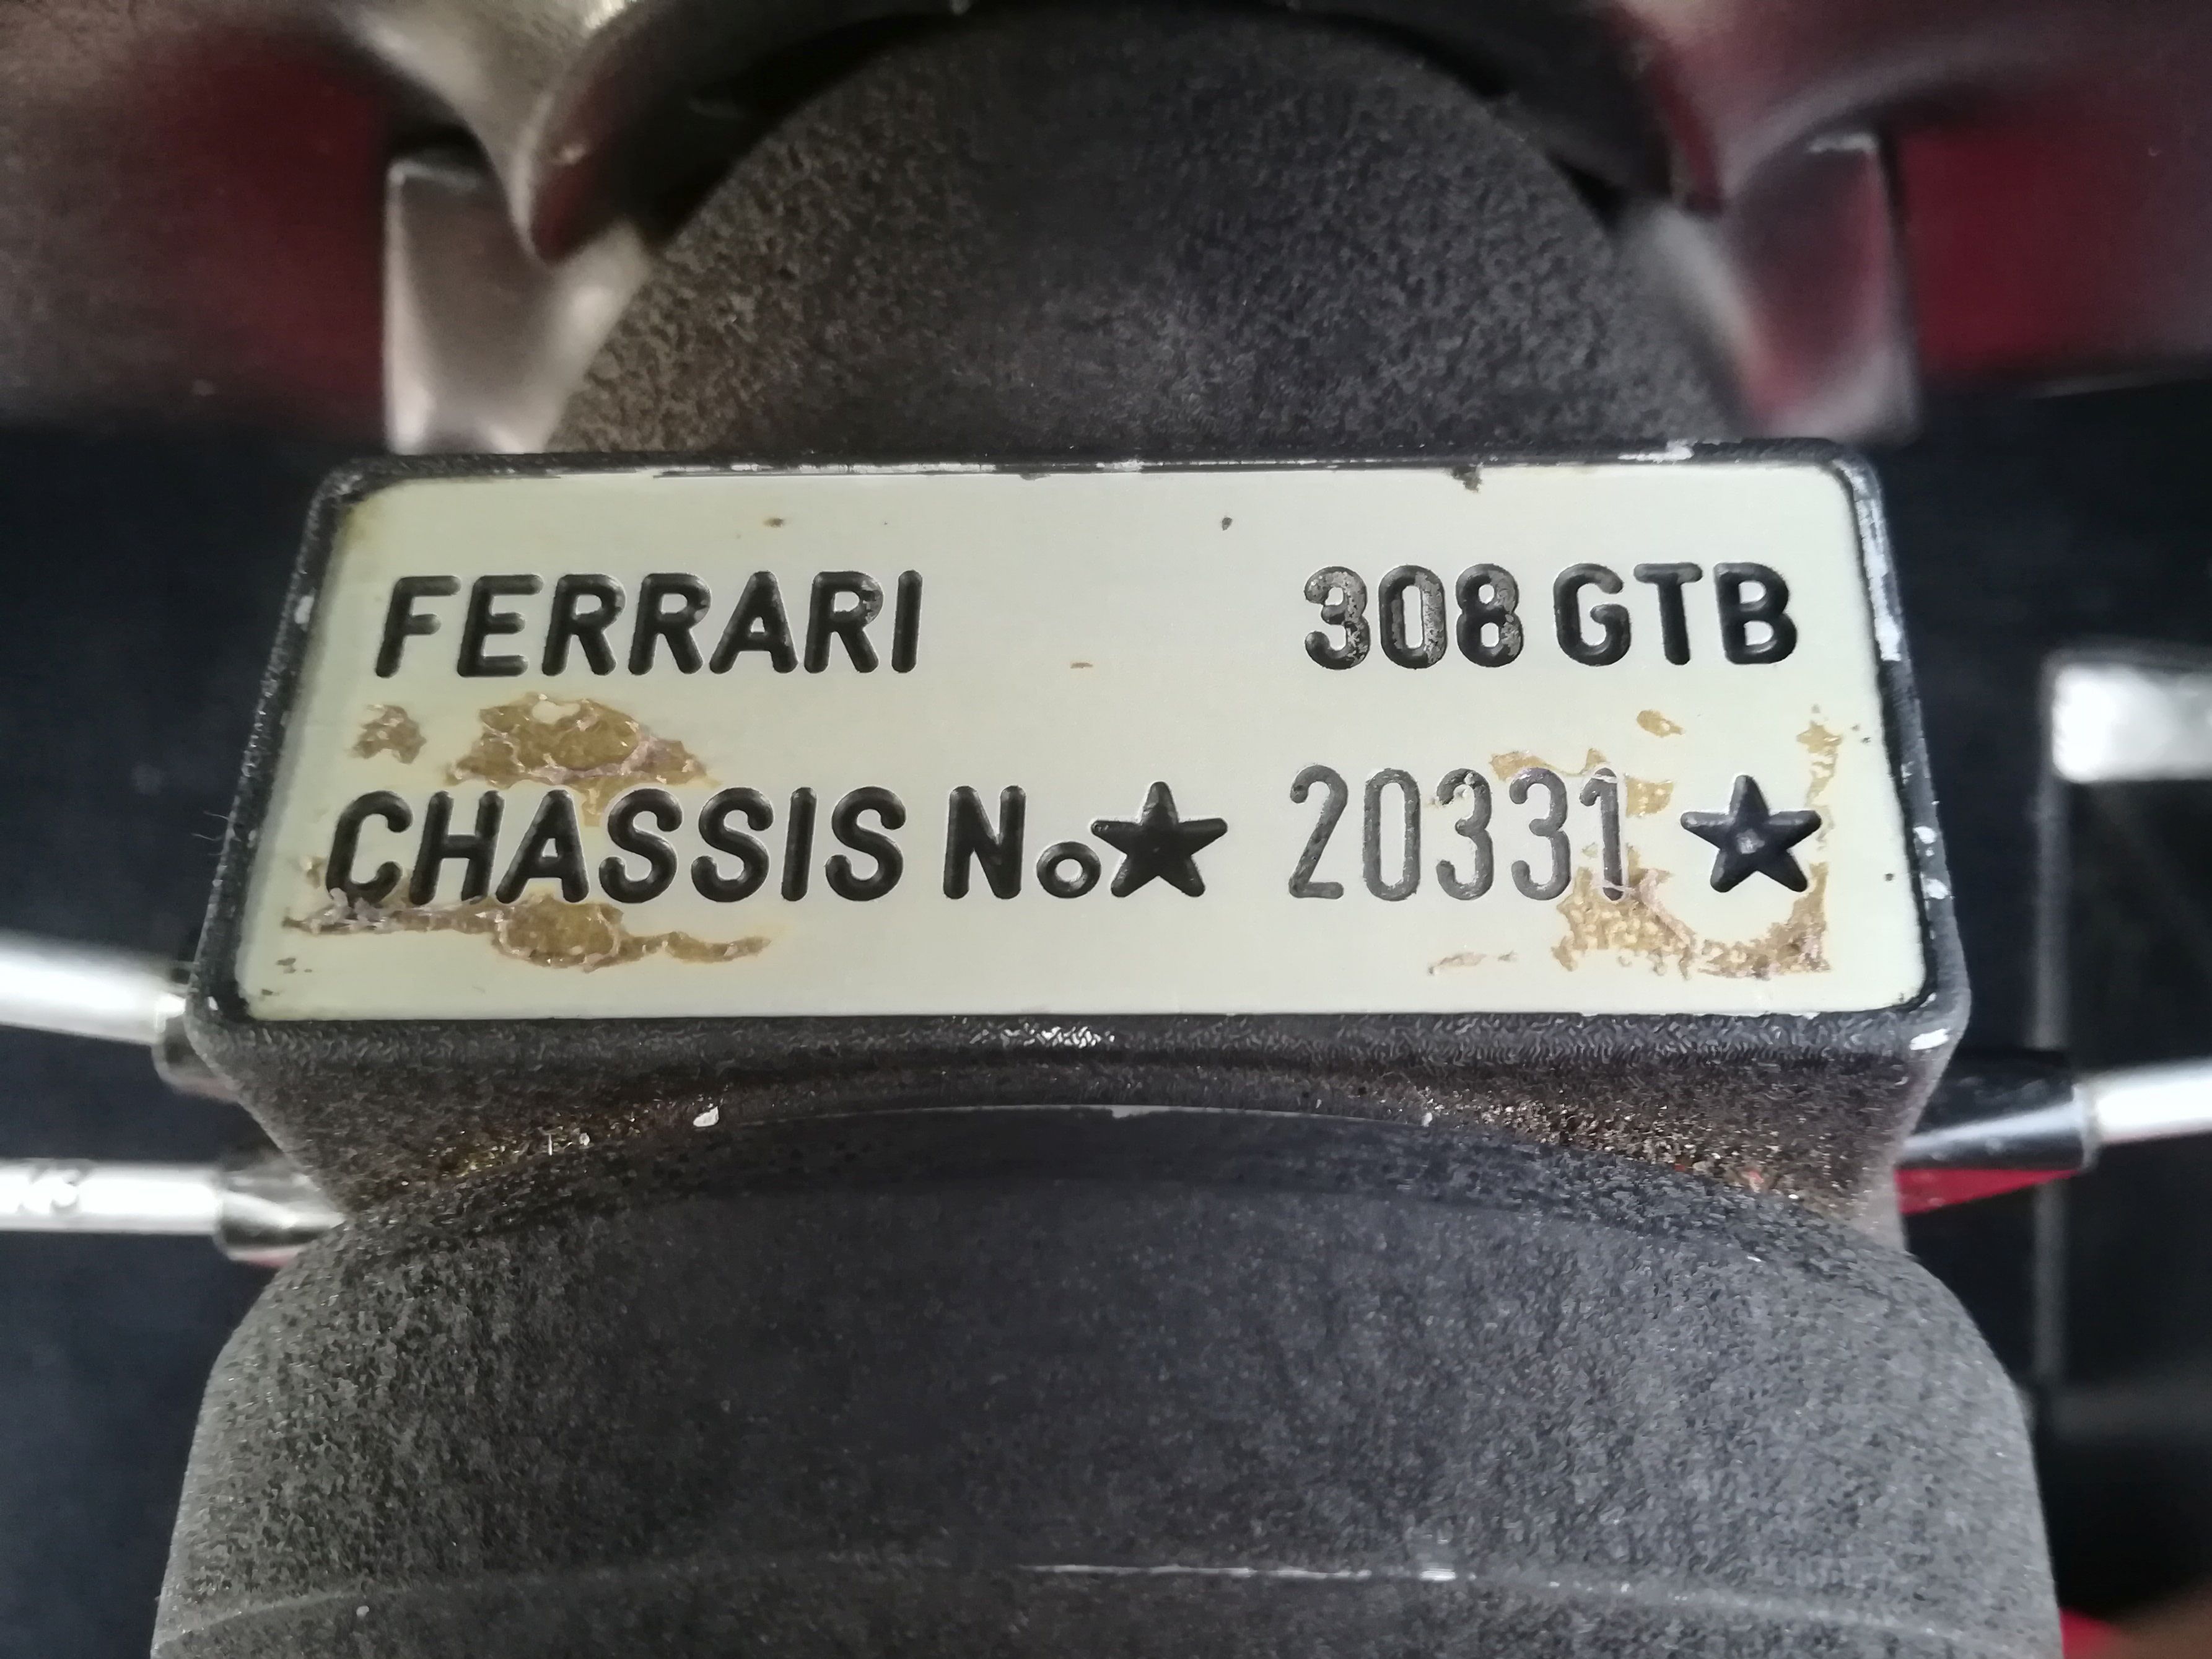 FERRARI 308 GTB
CHASSIS No★ 20331 ★